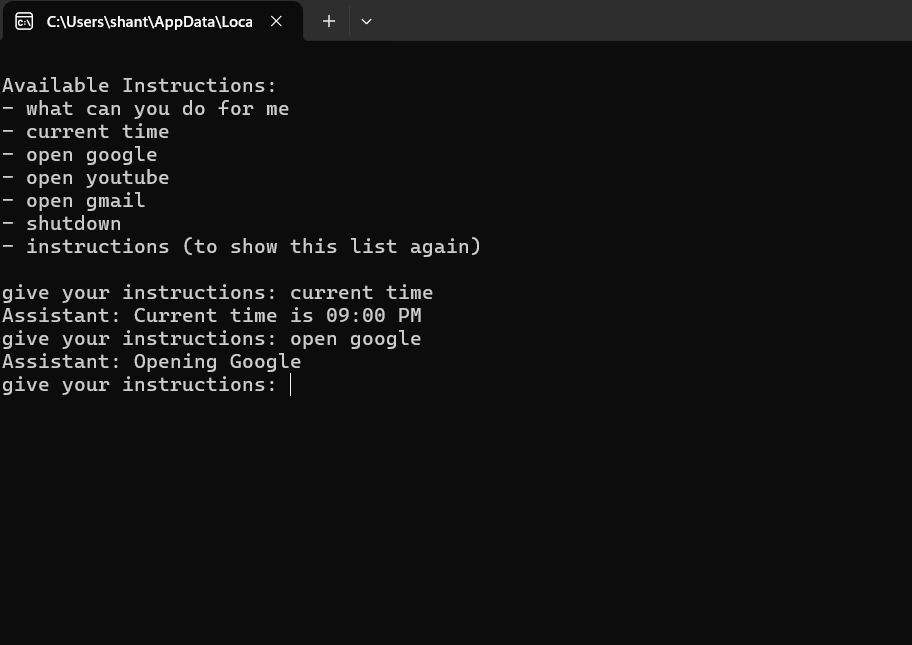 C:\Users\shant\AppData\Loca
Available Instructions:
- what can you do for me
- current time
- open google
- open youtube
- open gmail
- shutdown
- instructions (to show this list again)
give your instructions: current time
Assistant: Current time is 09:00 PM
give your instructions: open google
Assistant: Opening Google
give your instructions: